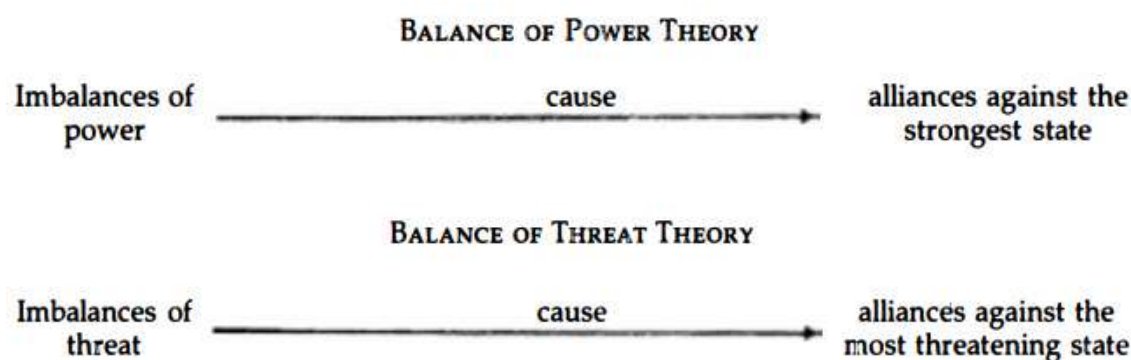 BALANCE OF POWER THEORY
Imbalances of
power
cause
alliances against the
strongest state
BALANCE OF THREAT THEORY
Imbalances of
threat
cause
alliances against the
most threatening state